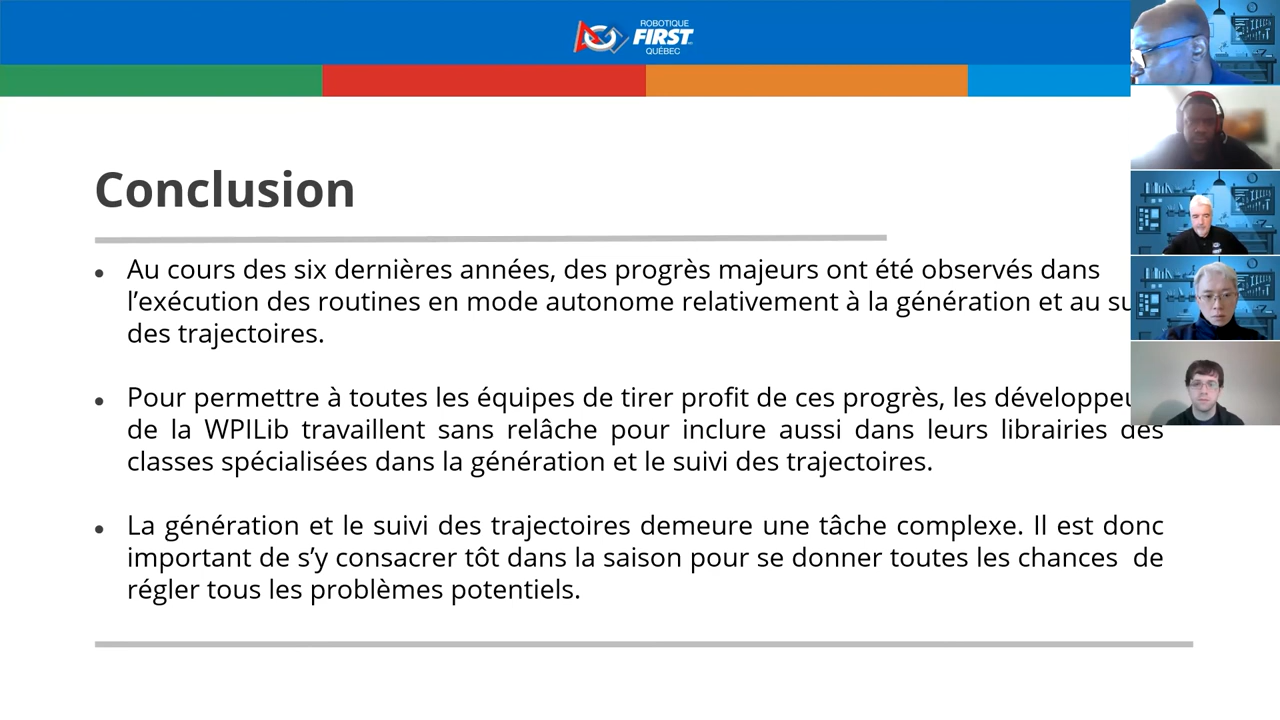 ROBOTIQUE
FIRST
QUÉBEC
Conclusion
Au cours des six dernières années, des progrès majeurs ont été observés dans
l’exécution des routines en mode autonome relativement à la génération et au
des trajectoires.
Pour permettre à toutes les équipes de tirer profit de ces progrès, les
de la WPILib travaillent sans relâche pour inclure aussi dans leurs librairies des
classes spécialisées dans la génération et le suivi des trajectoires.
La génération et le suivi des trajectoires demeure une tâche complexe. Il est donc
important de s’y consacrer tôt dans la saison pour se donner toutes les chances de
régler tous les problèmes potentiels.